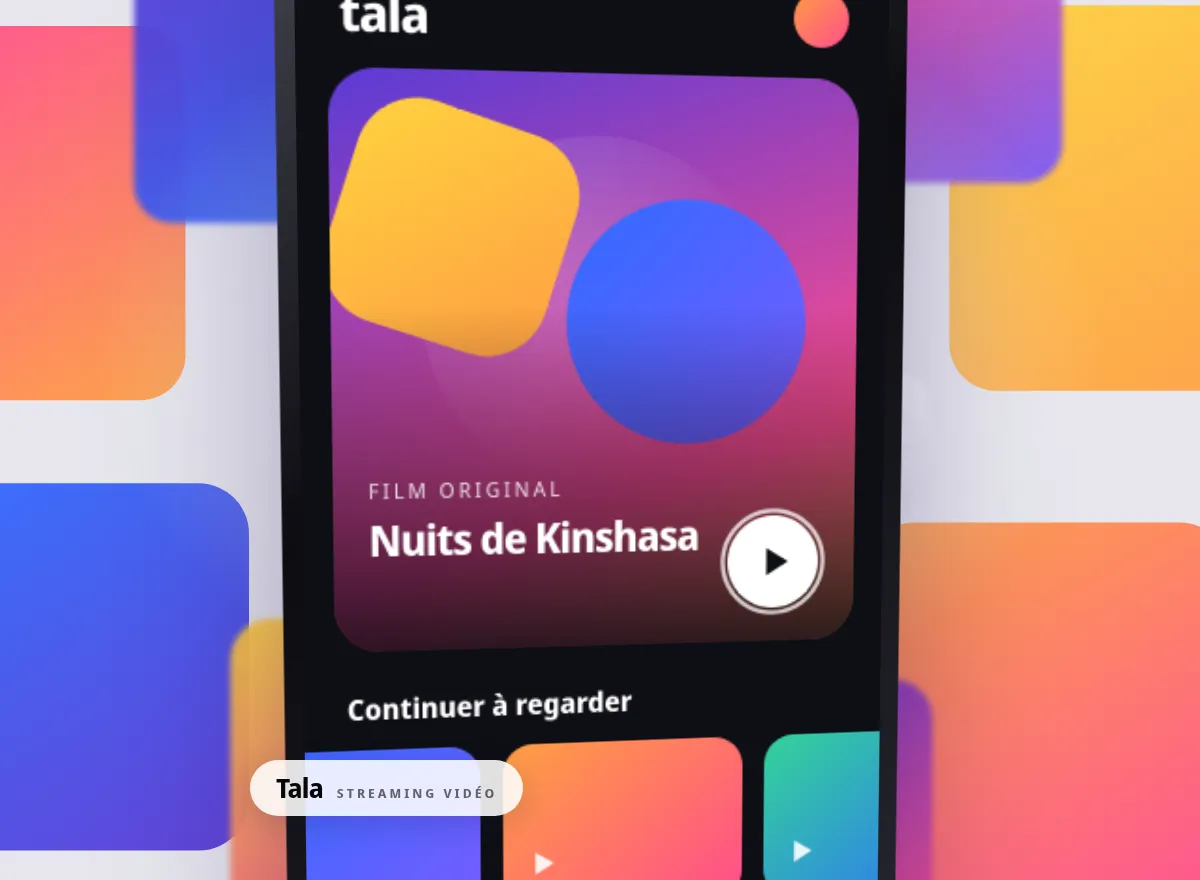 tala
FILM ORIGINAL
Nuits de Kinshasa
Continuer à regarder
Tala STREAMING VIDÉO